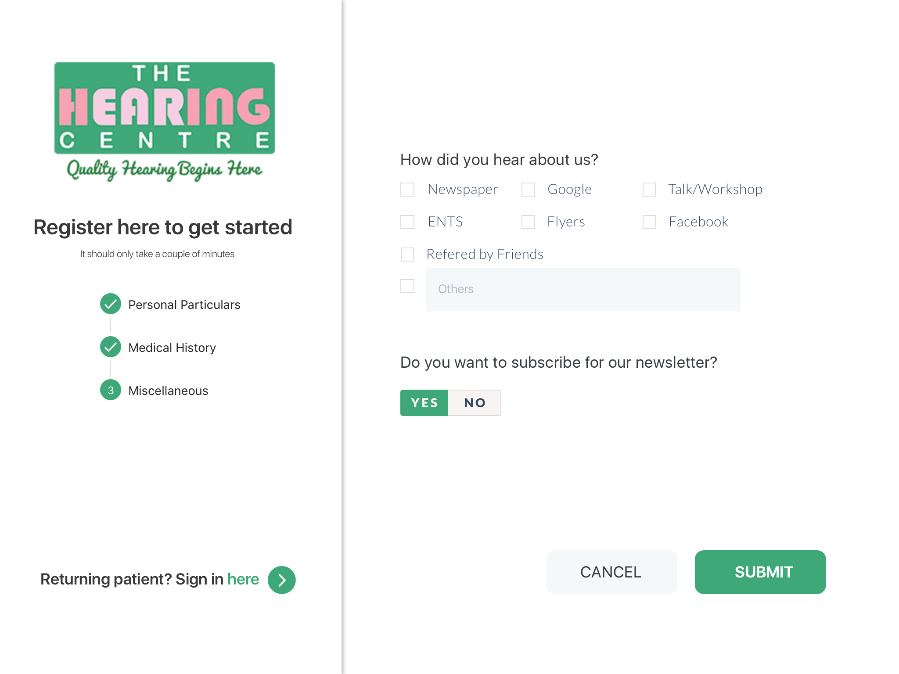 THE
HEARING
CENTRE
Quality Hearing Begins Here
Register here to get started
It should only take a couple of minutes
Personal Particulars
Medical History
3 Miscellaneous
Returning patient? Sign in here
How did you hear about us?
Newspaper Google Talk/Workshop
ENTS Flyers Facebook
Refered by Friends
Others
Do you want to subscribe for our newsletter?
YES NO
CANCEL SUBMIT